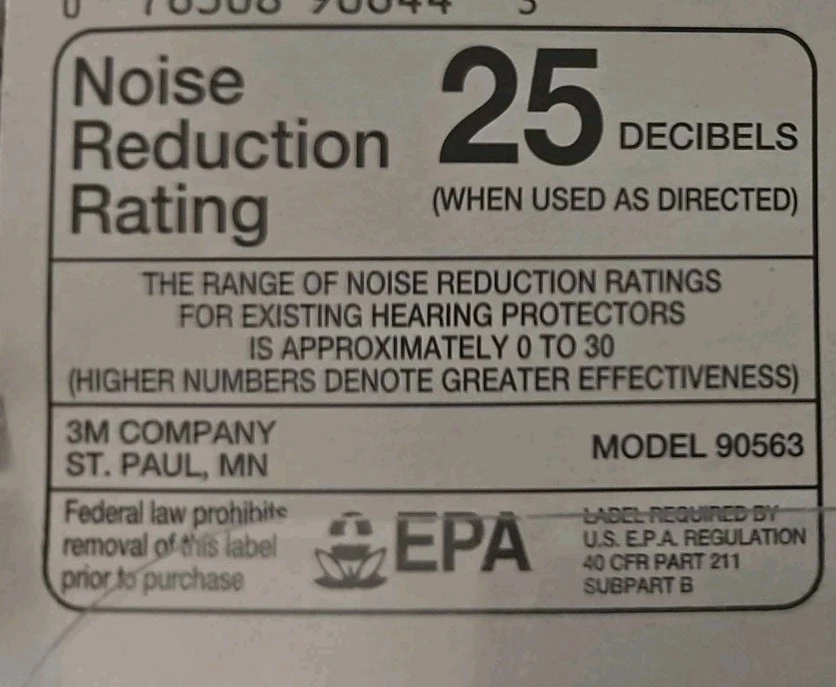 Noise
Reduction
Rating
25 DECIBELS
(WHEN USED AS DIRECTED)
THE RANGE OF NOISE REDUCTION RATINGS
FOR EXISTING HEARING PROTECTORS
IS APPROXIMATELY 0 TO 30
(HIGHER NUMBERS DENOTE GREATER EFFECTIVENESS)
3M COMPANY
ST. PAUL, MN
MODEL 90563
Federal law prohibits
removal of this label
prior to purchase
EPA
LABEL REQUIRED BY
U.S. E.P.A. REGULATION
40 CFR PART 211
SUBPART B